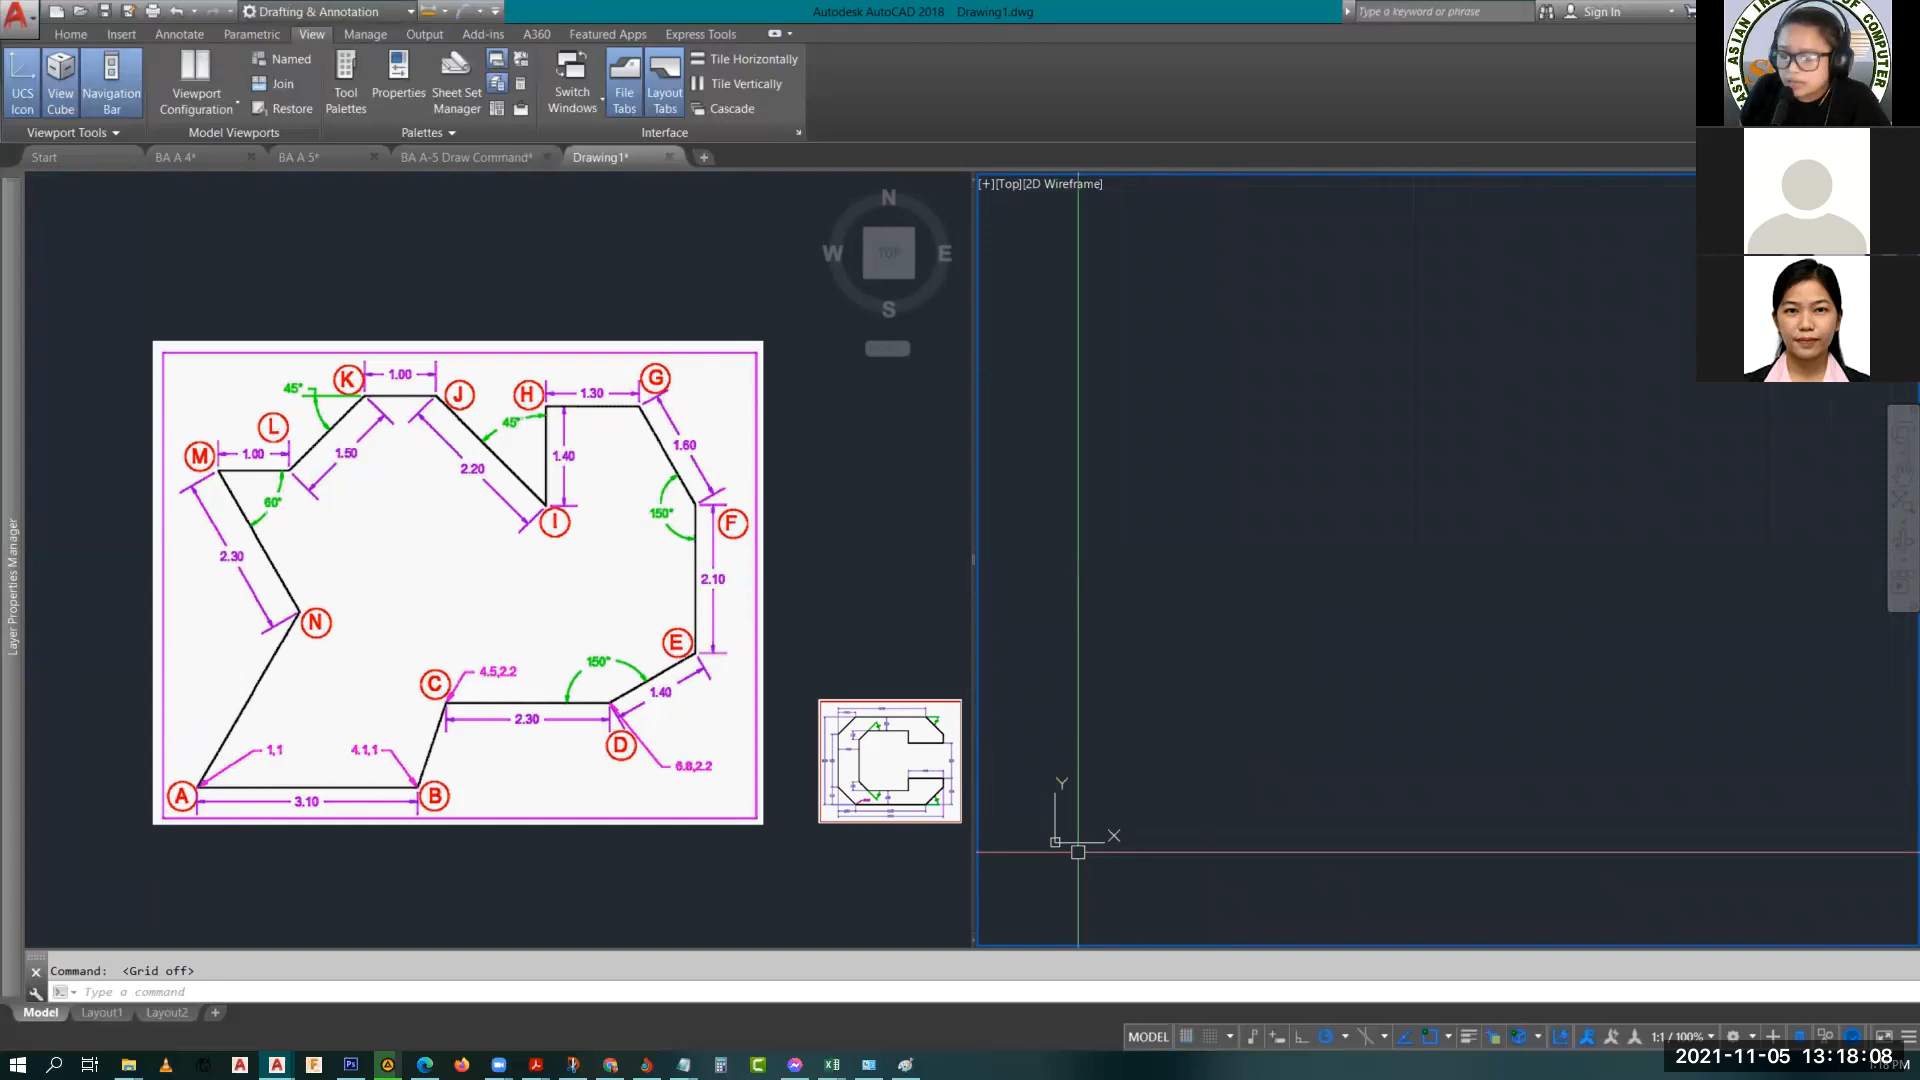 Drafting & Annotation
Autodesk AutoCAD 2018 Drawing1.dwg
Type a keyword or phrase
Sign In
Home Insert Annotate Parametric View Manage Output Add-ins A360 Featured Apps Express Tools
UCS Icon
View Cube
Navigation Bar
Viewport Configuration
Named
Join
Restore
Tool Palettes
Properties
Sheet Set Manager
Switch Windows
File Tabs
Layout Tabs
Tile Horizontally
Tile Vertically
Cascade
Viewport Tools
Model Viewports
Palettes
Interface
Start
BA A 4*
BA A 5*
BA A-5 Draw Command*
Drawing1*
[+][Top][2D Wireframe]
N
W TOP E
S
Layer Properties Manager
K 1.00 J
45°
H 1.30 G
L
M 1.00
1.50
45°
1.40
1.60
2.20
60°
I
150°
F
2.30
2.10
N
E
C 4.5,2.2
150°
1.40
2.30
D
1,1
4.1,1
6.8,2.2
A 3.10 B
Y
X
Command: <Grid off>
Type a command
Model Layout1 Layout2
MODEL
1:1 / 100%
2021-11-05 13:18:08